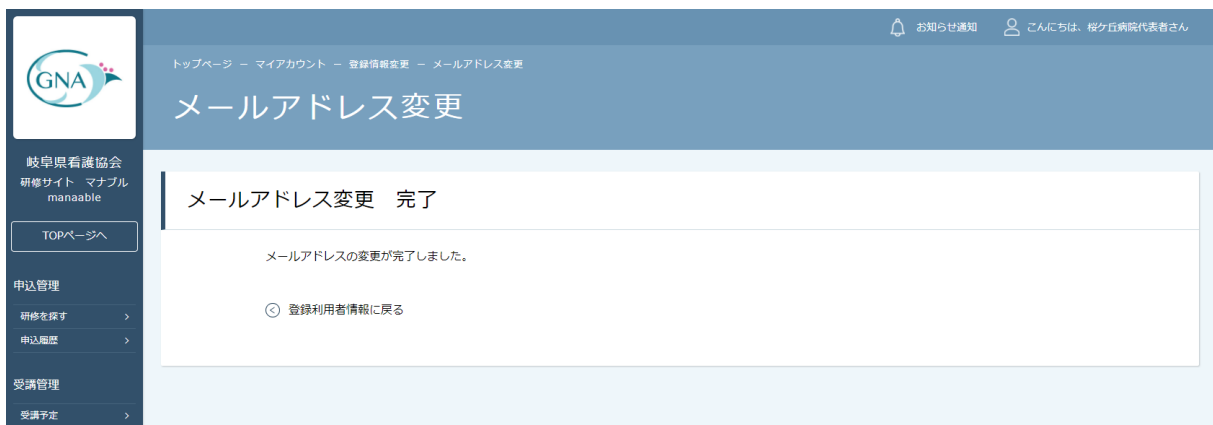 お知らせ通知
こんにちは、桜ケ丘病院代表者さん
トップページ － マイアカウント － 登録情報変更 － メールアドレス変更
メールアドレス変更
GNA
岐阜県看護協会
研修サイト マナブル
manaable
TOPページへ
申込管理
研修を探す
申込履歴
受講管理
受講予定
メールアドレス変更　完了
メールアドレスの変更が完了しました。
登録利用者情報に戻る